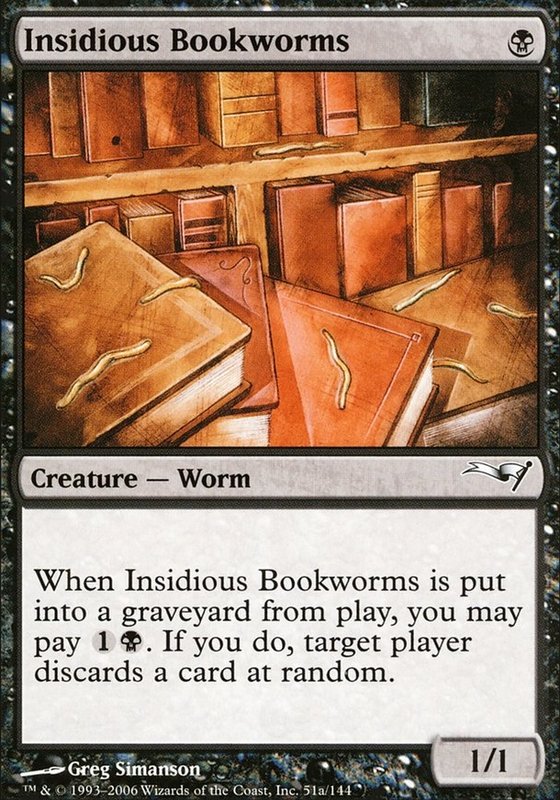 Insidious Bookworms
Creature — Worm
When Insidious Bookworms is put
into a graveyard from play, you may
pay 1. If you do, target player
discards a card at random.
1/1
Greg Simanson
™ & © 1993–2006 Wizards of the Coast, Inc. 51a/144